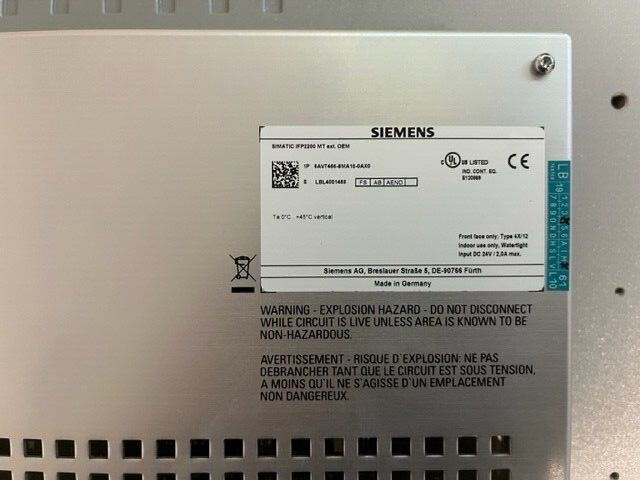 SIEMENS
SIMATIC IFP2200 MT ext. OEM
1P 6AV7466-8MA10-0AX0
S LBL4001468
FS AB AEND
UL US LISTED
IND. CONT. EQ.
E120869
CE
Ta 0°C.. +45°C vertical
Front face only: Type 4X/12
Indoor use only, Watertight
Input DC 24V / 2,0A max.
Siemens AG, Breslauer Straße 5, DE-90766 Fürth
Made in Germany
LB
WARNING - EXPLOSION HAZARD - DO NOT DISCONNECT
WHILE CIRCUIT IS LIVE UNLESS AREA IS KNOWN TO BE
NON-HAZARDOUS.
AVERTISSEMENT - RISQUE D'EXPLOSION: NE PAS
DEBRANCHER TANT QUE LE CIRCUIT EST SOUS TENSION,
A MOINS QU'IL NE S'AGISSE D'UN EMPLACEMENT
NON DANGEREUX.